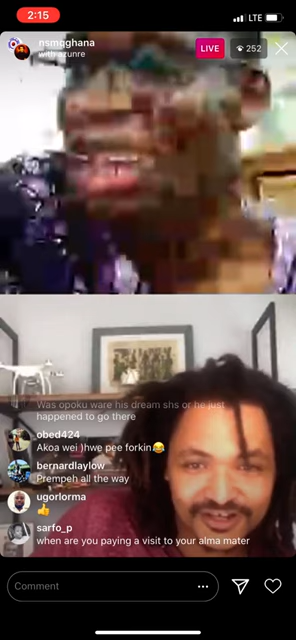 2:15
LTE
nsmqghana
with azunre
LIVE
252
Was opoku ware his dream shs or he just
happened to go there
obed424
Akoa wei )hwe pee forkin😂
bernardlaylow_
Prempeh all the way
ugorlorma
👍
sarfo_p
when are you paying a visit to your alma mater
Comment